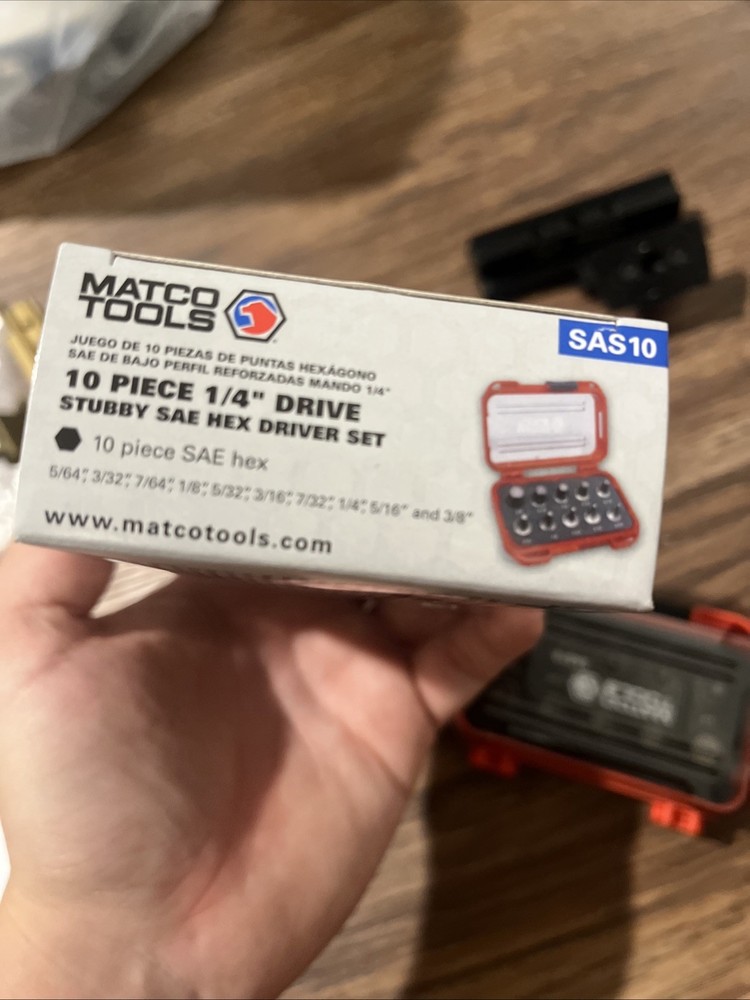 MATCO
TOOLS
SAS10
JUEGO DE 10 PIEZAS DE PUNTAS HEXÁGONO
SAE DE BAJO PERFIL REFORZADAS MANDO 1/4"
10 PIECE 1/4" DRIVE
STUBBY SAE HEX DRIVER SET
10 piece SAE hex
5/64", 3/32", 7/64", 1/8", 5/32", 3/16", 7/32", 1/4", 5/16" and 3/8"
www.matcotools.com